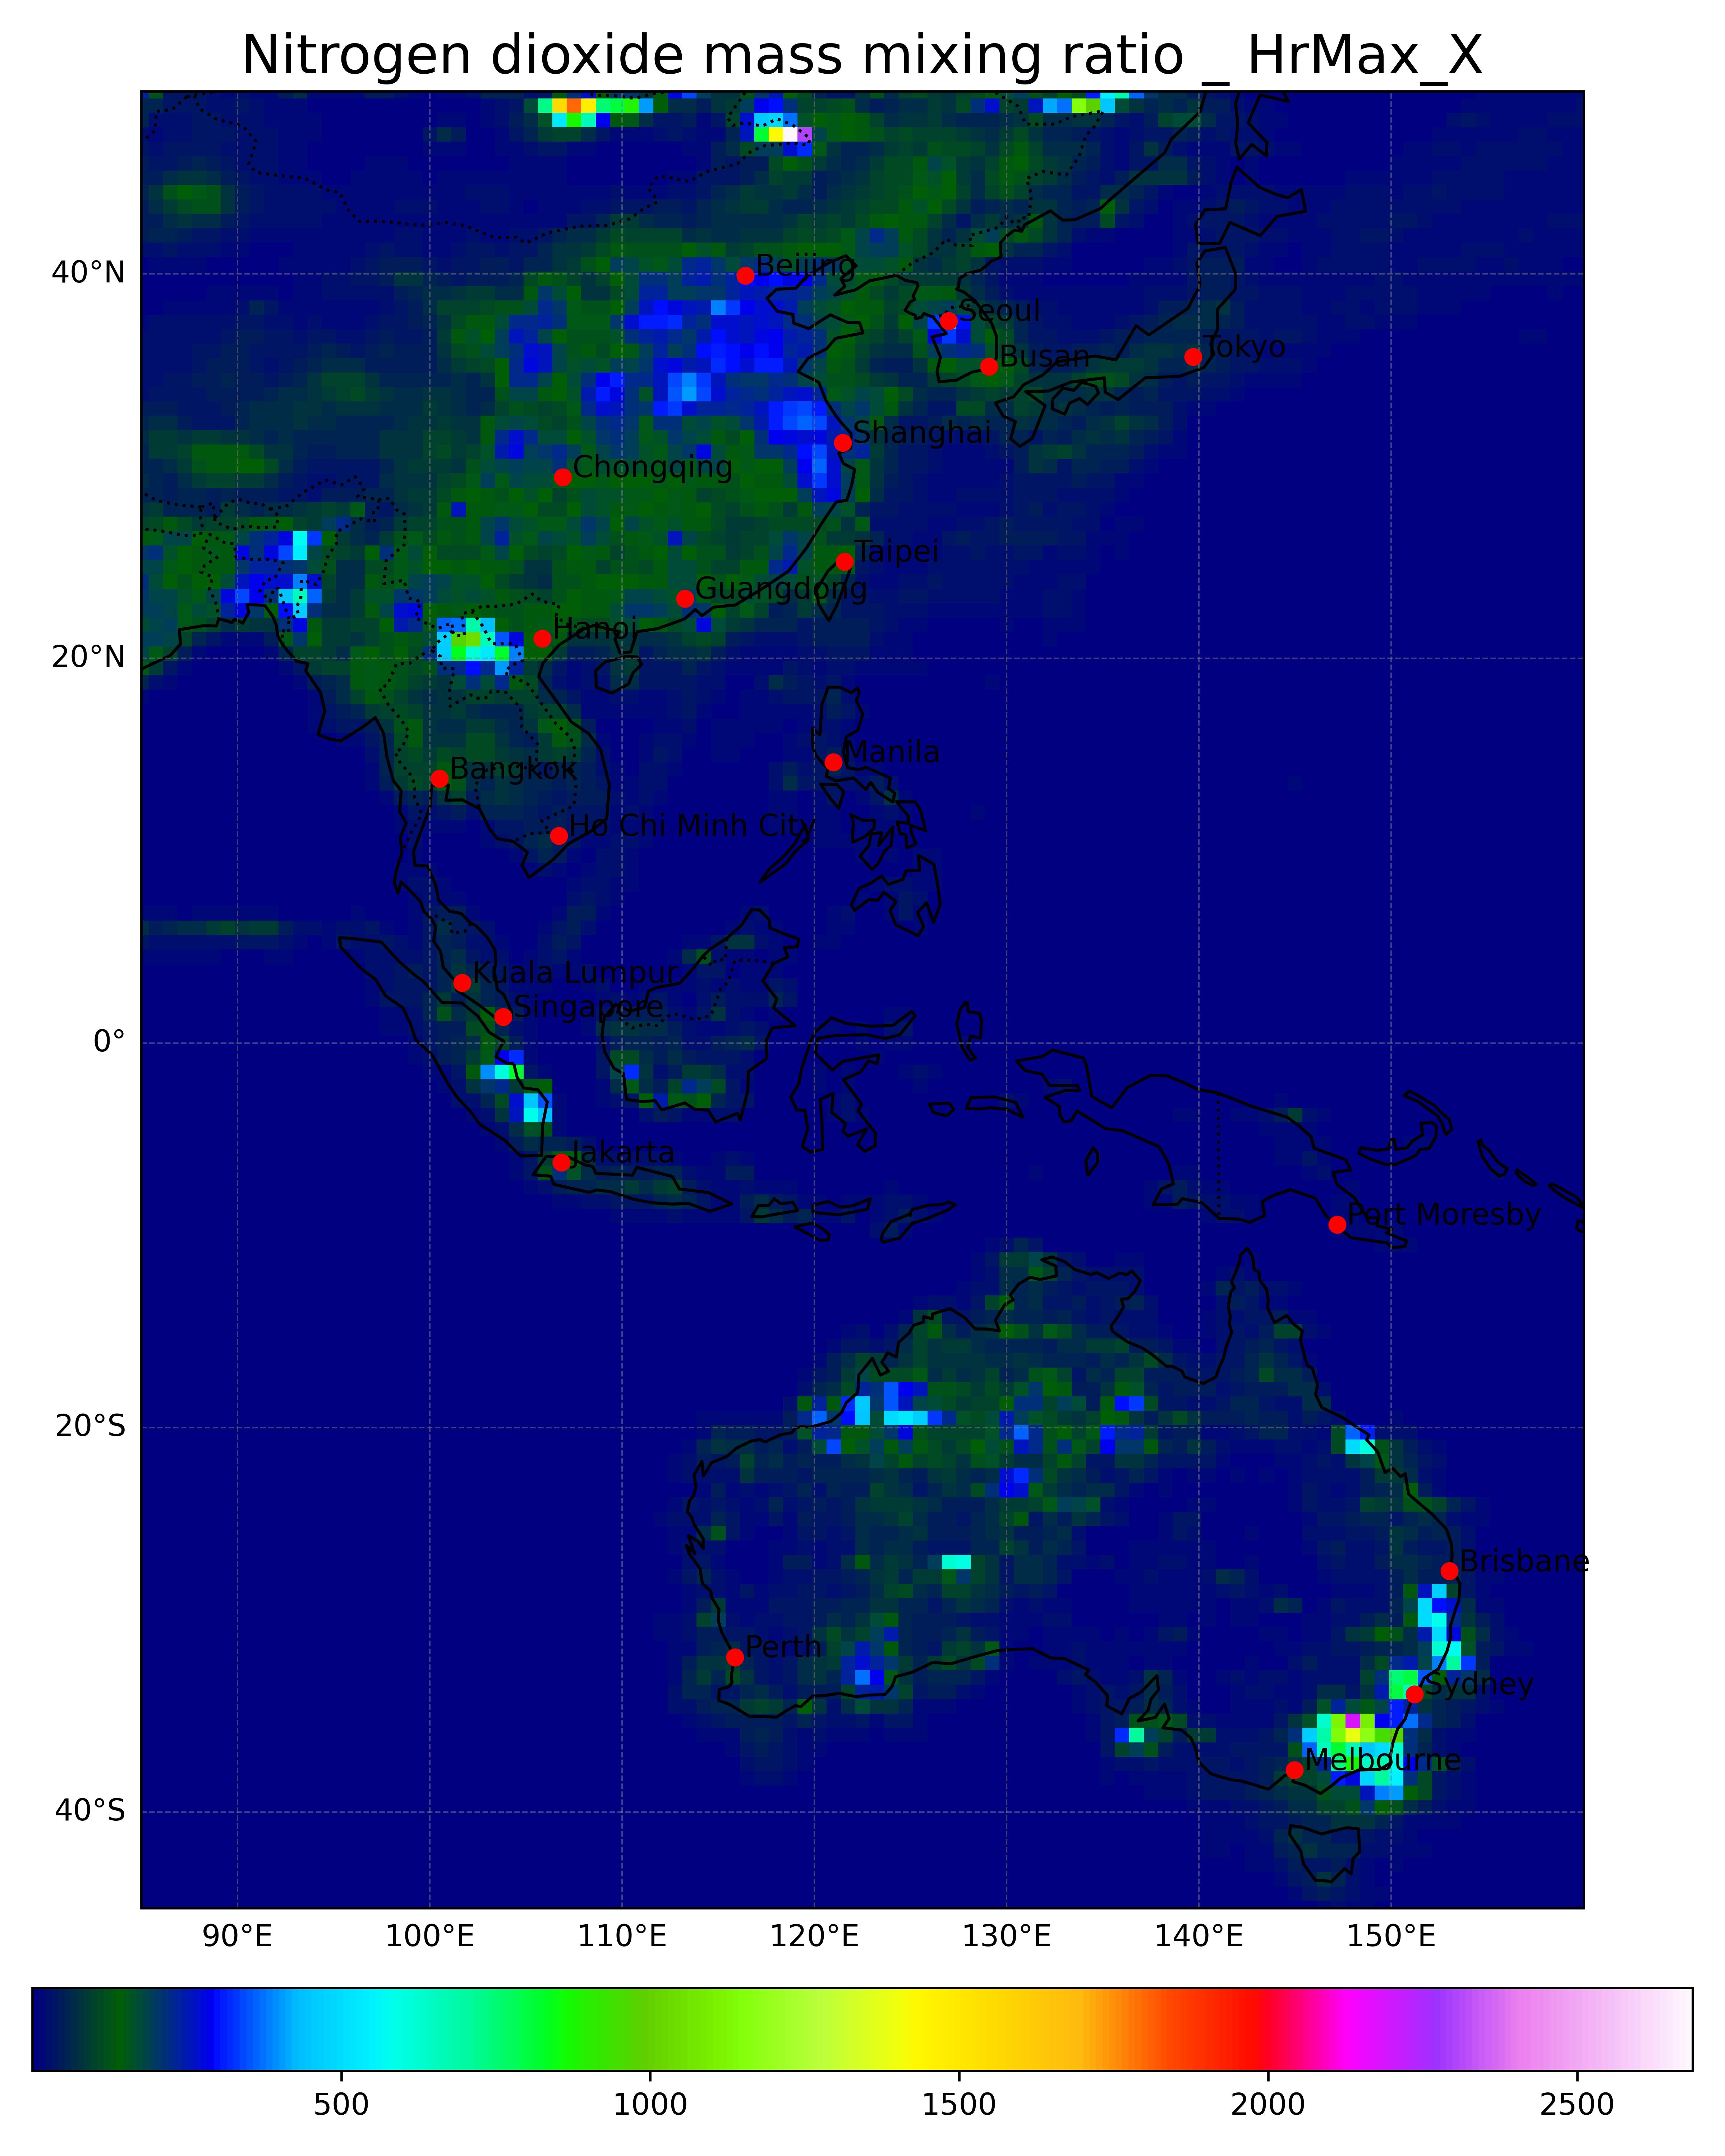 Nitrogen dioxide mass mixing ratio _ HrMax_X
40°N
Beijing
Seoul
Busan
Tokyo
Shanghai
Chongqing
Taipei
Guangdong
Hanoi
20°N
Manila
Bangkok
Ho Chi Minh City
Kuala Lumpur
Singapore
0°
Jakarta
Port Moresby
20°S
Brisbane
Perth
Sydney
Melbourne
40°S
90°E 100°E 110°E 120°E 130°E 140°E 150°E
500 1000 1500 2000 2500